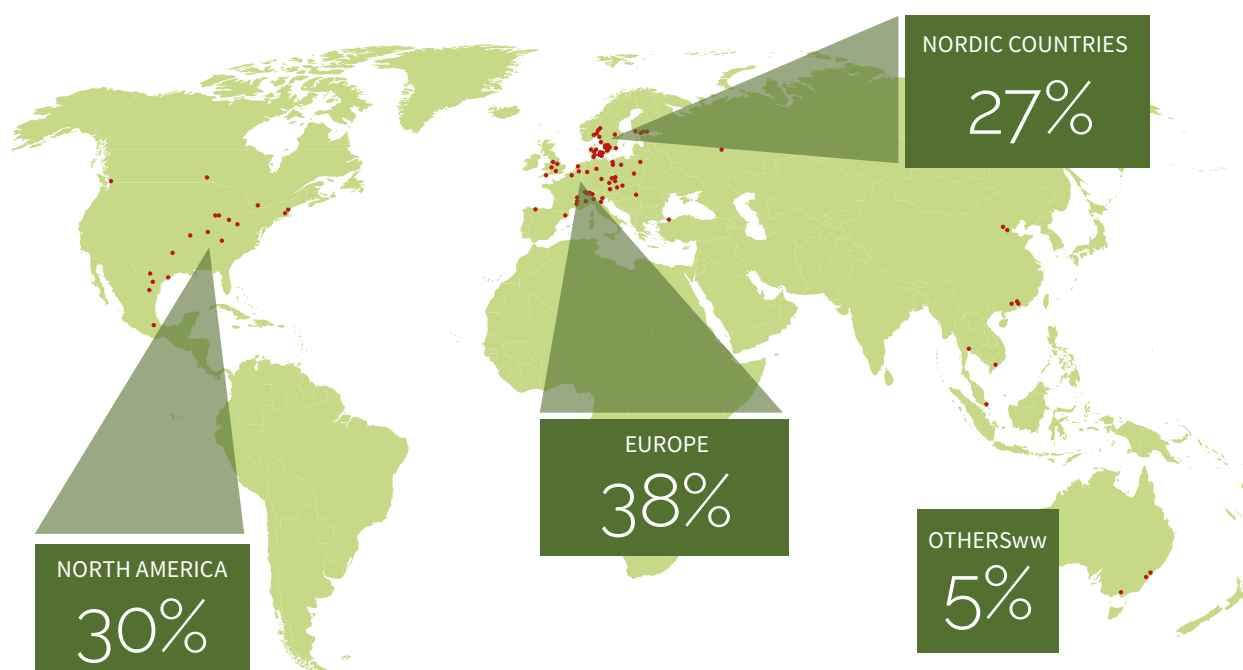 NORDIC COUNTRIES
27%
EUROPE
38%
OTHERSww
5%
NORTH AMERICA
30%